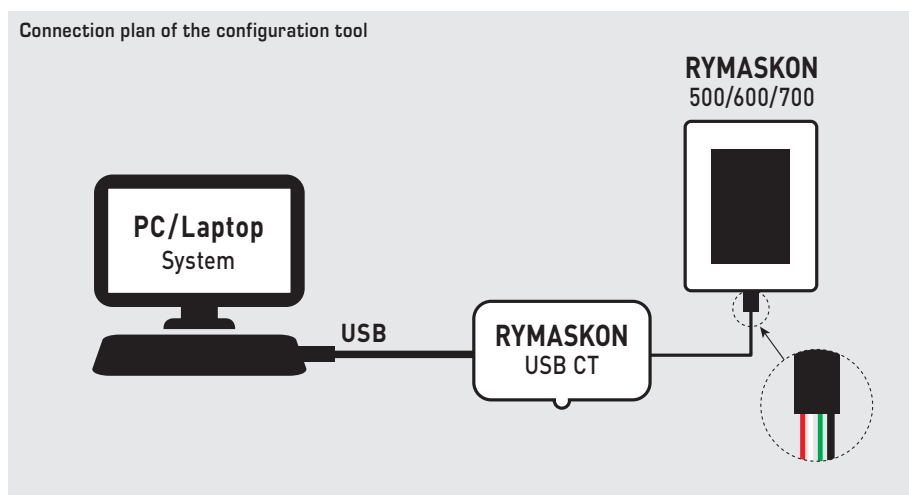 Connection plan of the configuration tool
RYMASKON
500/600/700
PC/Laptop
System
USB
RYMASKON
USB CT